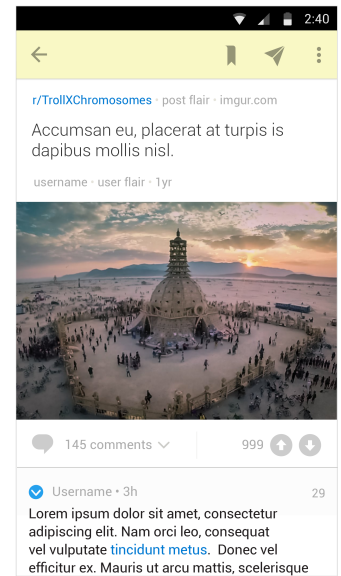 2:40
r/TrollXChromosomes · post flair · imgur.com
Accumsan eu, placerat at turpis is
dapibus mollis nisl.
username · user flair · 1yr
145 comments
999
Username • 3h
29
Lorem ipsum dolor sit amet, consectetur
adipiscing elit. Nam orci leo, consequat
vel vulputate tincidunt metus. Donec vel
efficitur ex. Mauris ut arcu mattis, scelerisque